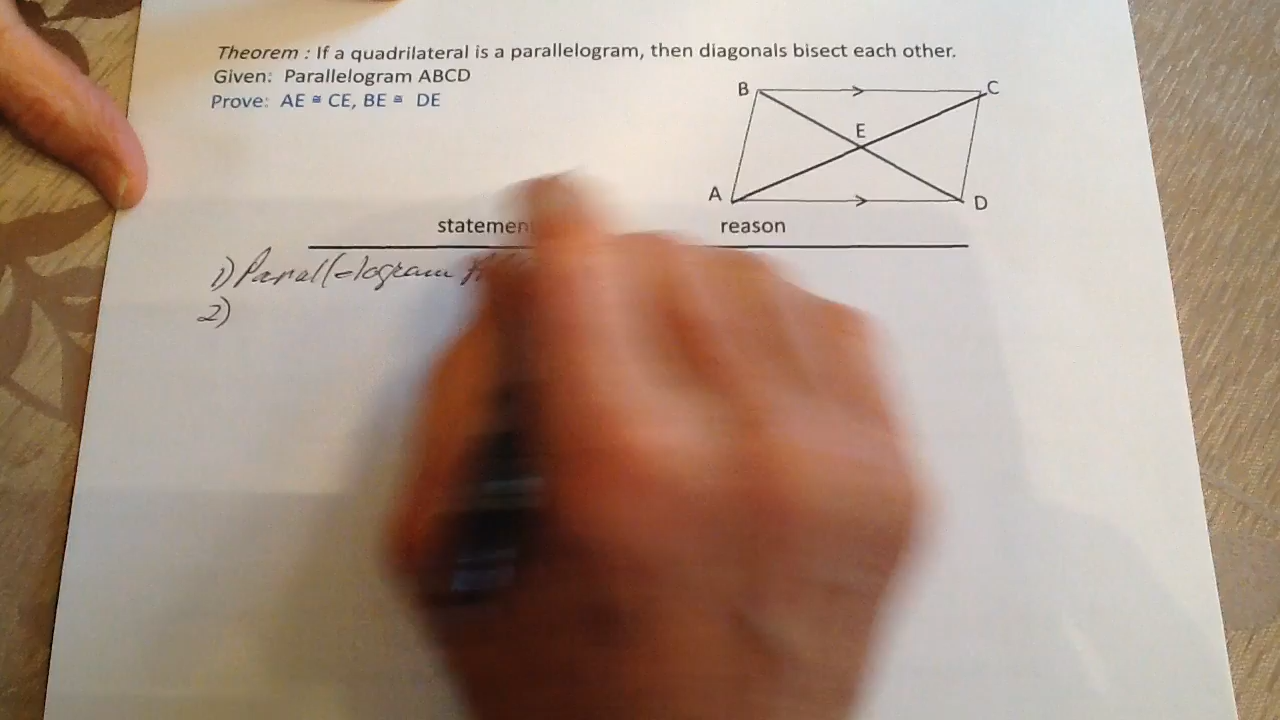 Theorem : If a quadrilateral is a parallelogram, then diagonals bisect each other.
Given: Parallelogram ABCD
Prove: AE ≅ CE, BE ≅ DE
B
C
E
A
D
reason
1) Parallelogram
2)